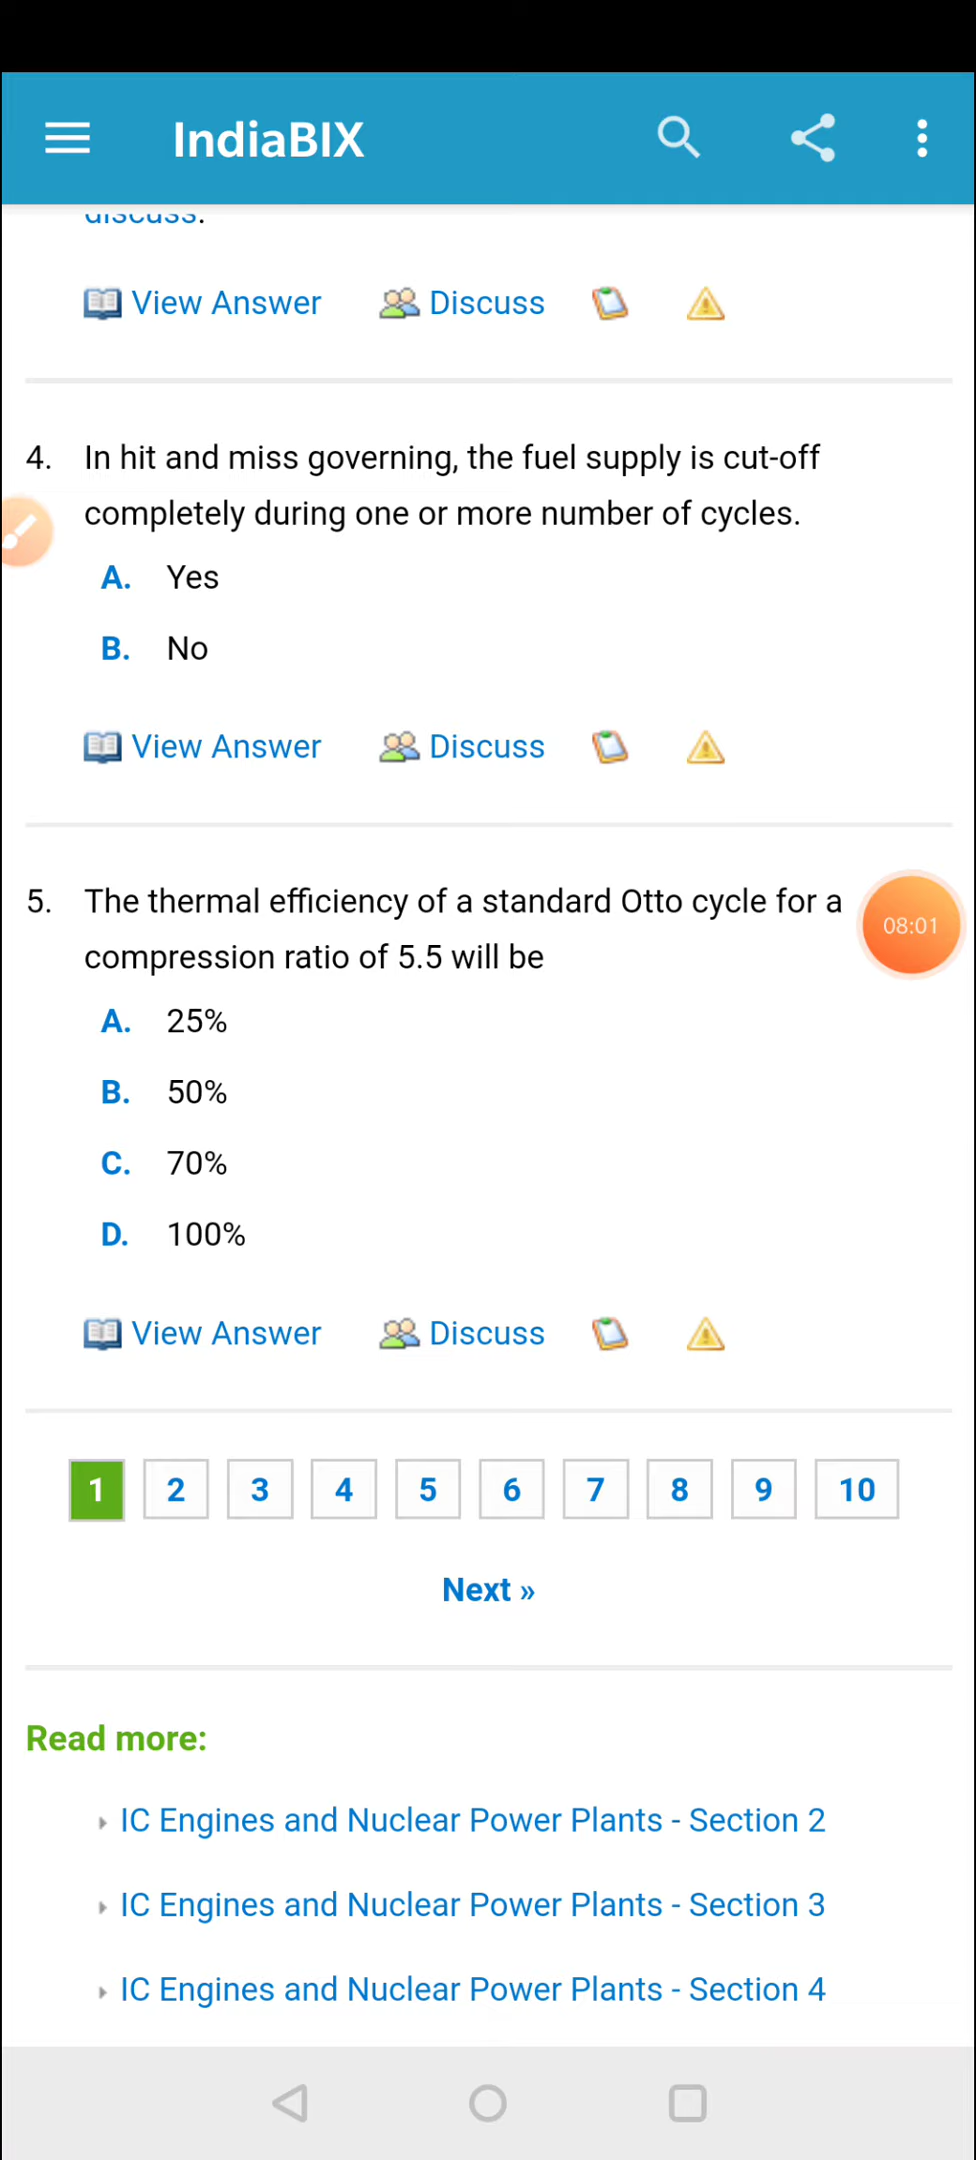 IndiaBIX
discuss.
View Answer Discuss
4. In hit and miss governing, the fuel supply is cut-off
completely during one or more number of cycles.
A. Yes
B. No
View Answer Discuss
5. The thermal efficiency of a standard Otto cycle for a
08:01
compression ratio of 5.5 will be
A. 25%
B. 50%
C. 70%
D. 100%
View Answer Discuss
1 2 3 4 5 6 7 8 9 10
Next »
Read more:
IC Engines and Nuclear Power Plants - Section 2
IC Engines and Nuclear Power Plants - Section 3
IC Engines and Nuclear Power Plants - Section 4